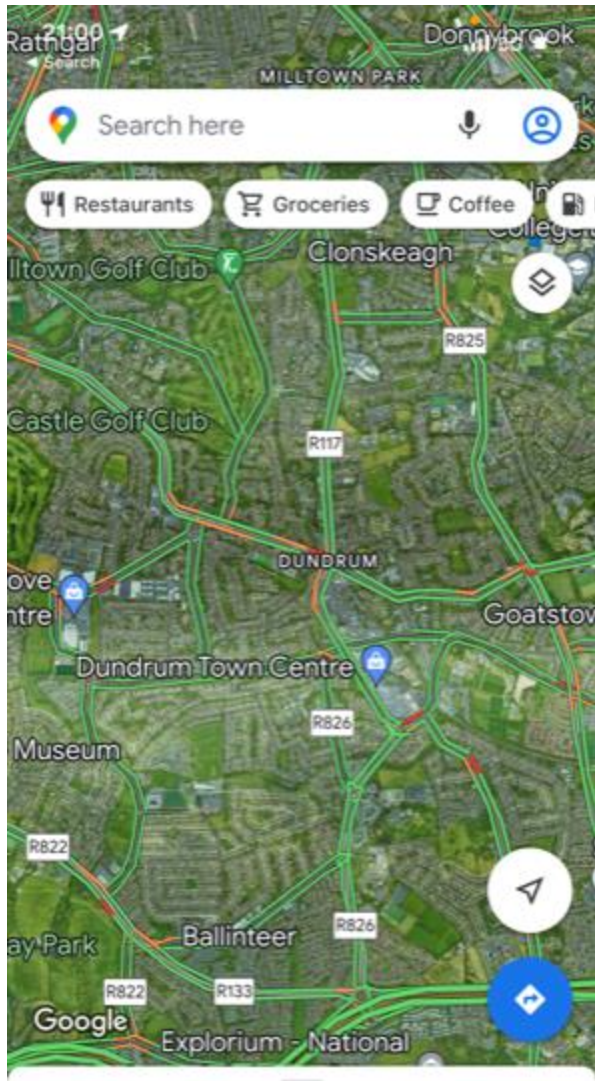 21:00
Rathgar
Donnybrook
Search
MILLTOWN PARK
Search here
Restaurants
Groceries
Coffee
Clonskeagh
lltown Golf Club
R825
Castle Golf Club
R117
DUNDRUM
ove
ntre
Goatstow
Dundrum Town Centre
R826
Museum
R822
R826
Ballinteer
ay Park
R822
R133
Google
Explorium - National